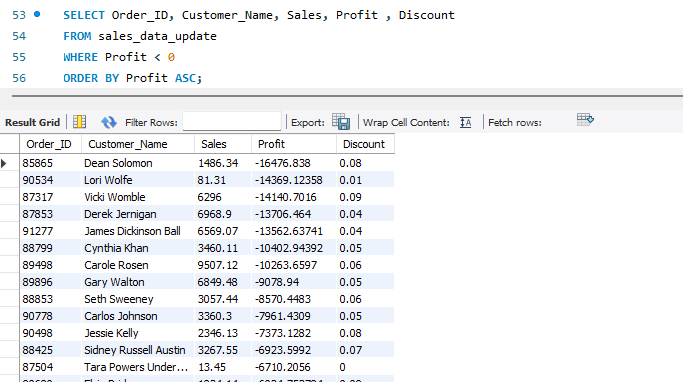 53 SELECT Order_ID, Customer_Name, Sales, Profit , Discount
54 FROM sales_data_update
55 WHERE Profit < 0
56 ORDER BY Profit ASC;
Result Grid Filter Rows: Export: Wrap Cell Content: Fetch rows:
Order_ID Customer_Name Sales Profit Discount
85865 Dean Solomon 1486.34 -16476.838 0.08
90534 Lori Wolfe 81.31 -14369.12358 0.01
87317 Vicki Womble 6296 -14140.7016 0.09
87853 Derek Jernigan 6968.9 -13706.464 0.04
91277 James Dickinson Ball 6569.07 -13562.63741 0.04
88799 Cynthia Khan 3460.11 -10402.94392 0.05
89498 Carole Rosen 9507.12 -10263.6597 0.06
89896 Gary Walton 6849.48 -9078.94 0.05
88853 Seth Sweeney 3057.44 -8570.4483 0.06
90778 Carlos Johnson 3360.3 -7961.4309 0.05
90498 Jessie Kelly 2346.13 -7373.1282 0.08
88425 Sidney Russell Austin 3267.55 -6923.5992 0.07
87504 Tara Powers Under... 13.45 -6710.2056 0